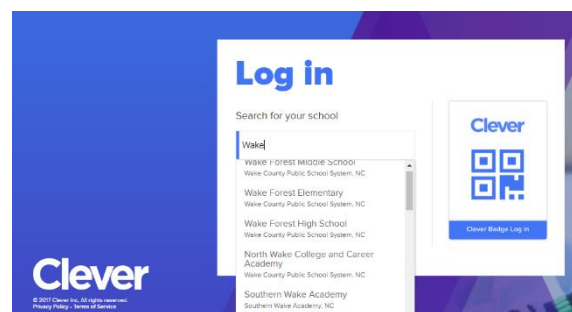 Log in
Search for your school
Wake
Wake Forest Middle School
Wake County Public School System, NC
Wake Forest Elementary
Wake County Public School System, NC
Wake Forest High School
Wake County Public School System, NC
North Wake College and Career
Academy
Wake County Public School System, NC
Southern Wake Academy
Southern Wake Academy, NC
Clever
Clever Badge Log in
Clever
© 2017 Clever Inc. All rights reserved.
Privacy Policy - Terms of Service